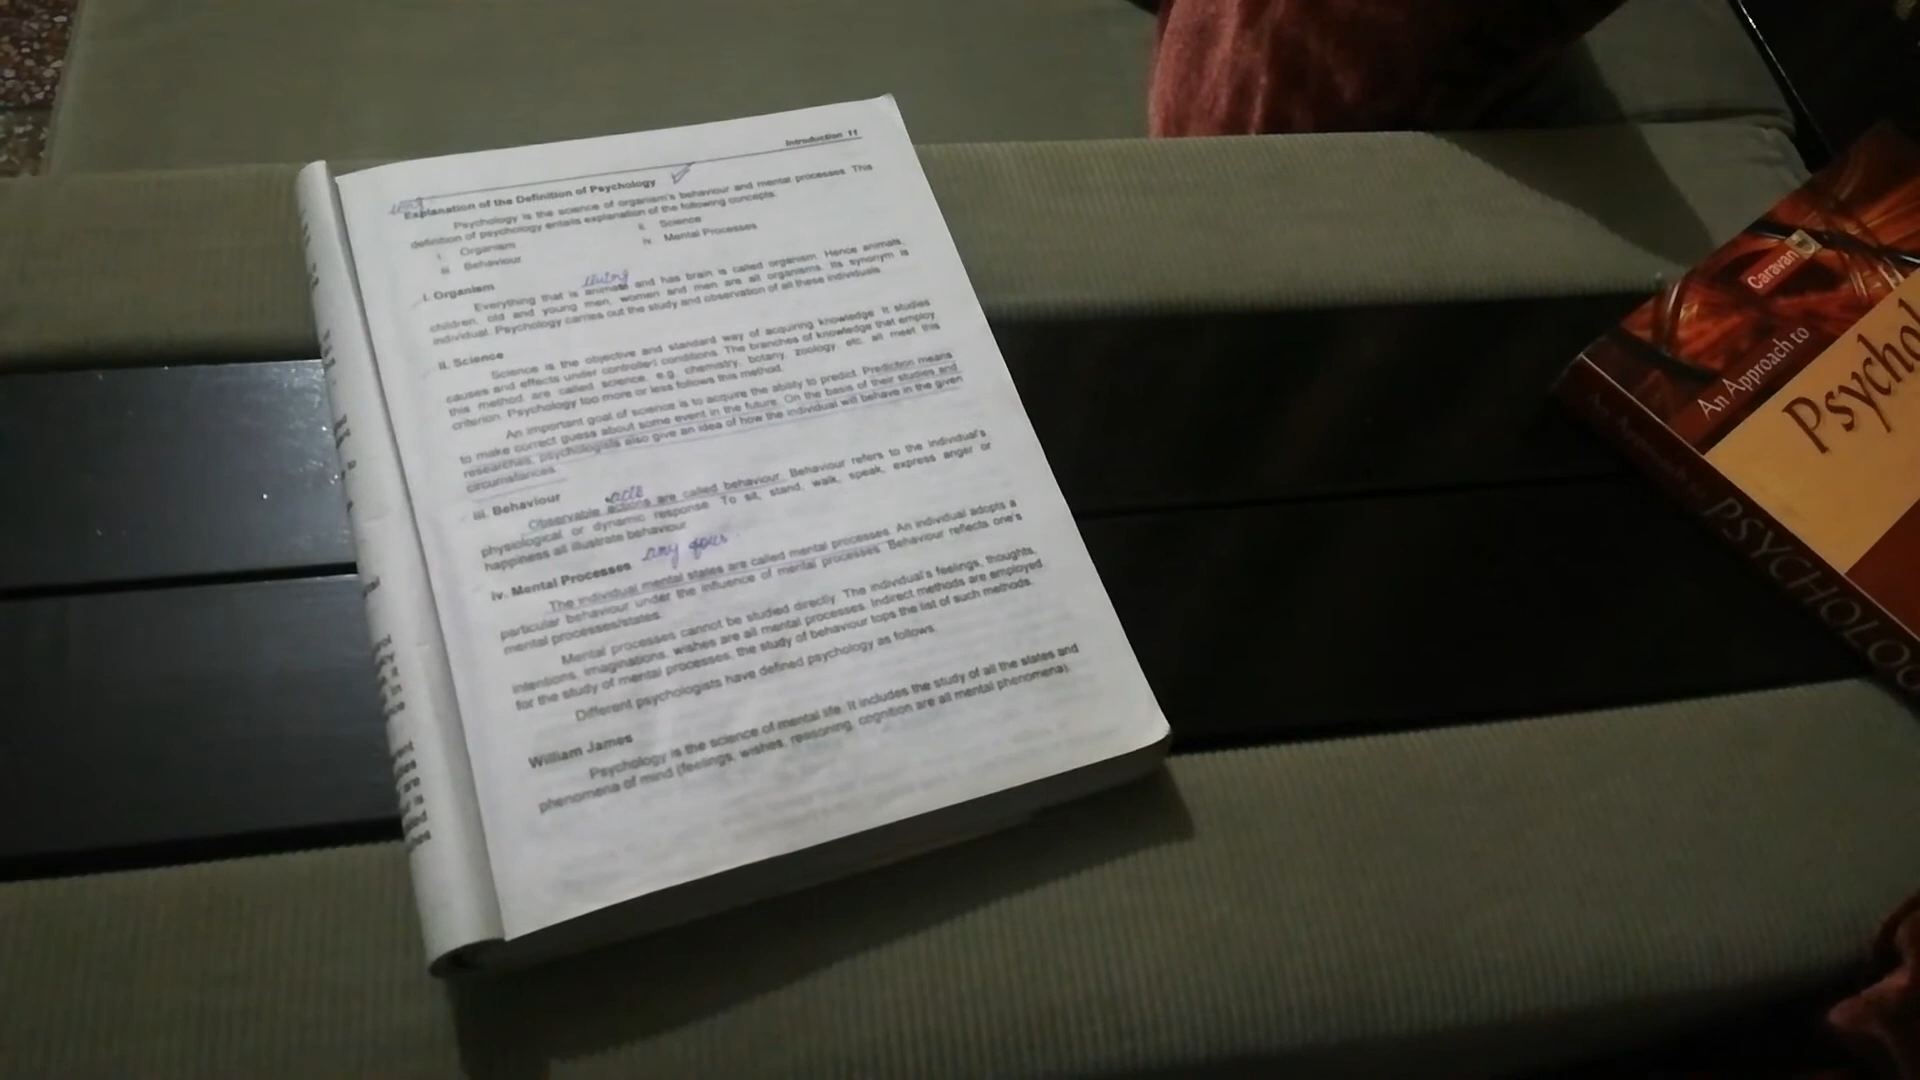 Introduction 11
Explanation of the Definition of Psychology
Psychology is the science of organism's behaviour and mental processes. This
definition of psychology entails explanation of the following concepts:
i. Organism
ii. Science
iii. Behaviour
iv. Mental Processes
i. Organism
living
Everything that is animate and has brain is called organism. Hence animals,
children, old and young men, women and men are all organisms. Its synonym is
individual. Psychology carries out the study and observation of all these individuals.
ii. Science
Science is the objective and standard way of acquiring knowledge. It studies
causes and effects under controlled conditions. The branches of knowledge that employ
this method are called science, e.g. chemistry, botany, zoology, etc. all meet this
criterion. Psychology too more or less follows this method.
An important goal of science is to acquire the ability to predict. Prediction means
to make correct guess about some event in the future. On the basis of their studies and
researches, psychologists also give an idea of how the individual will behave in the given
circumstances.
iii. Behaviour
acts
Observable actions are called behaviour. Behaviour refers to the individual's
physiological or dynamic response. To sit, stand, walk, speak, express anger or
happiness all illustrate behaviour.
iv. Mental Processes any
The individual mental states are called mental processes. An individual adopts a
particular behaviour under the influence of mental processes. Behaviour reflects one's
mental processes/states.
Mental processes cannot be studied directly. The individual's feelings, thoughts,
intentions, imaginations, wishes are all mental processes. Indirect methods are employed
for the study of mental processes; the study of behaviour tops the list of such methods.
Different psychologists have defined psychology as follows.
William James
Psychology is the science of mental life. It includes the study of all the states and
phenomena of mind (feelings, wishes, reasoning, cognition are all mental phenomena).
Caravan
An Approach to
Psychol
An Approach to PSYCHOLOG